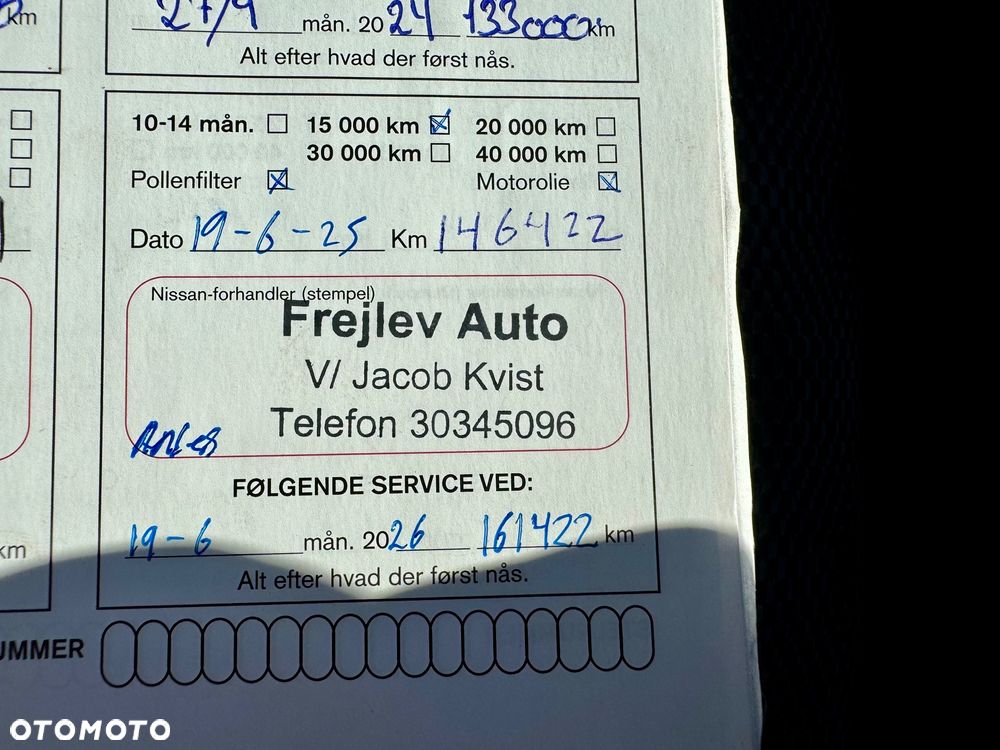 km
27/9 mån. 2024 133000km
Alt efter hvad der først nås.
10-14 mån. 15 000 km 20 000 km
30 000 km 40 000 km
Pollenfilter Motorolie
Dato 19-6-25 Km 146422
Nissan-forhandler (stempel)
Frejlev Auto
V/ Jacob Kvist
Telefon 30345096
FØLGENDE SERVICE VED:
19-6 mån. 2026 161422 km
km
Alt efter hvad der først nås.
UMMER
OTOMOTO